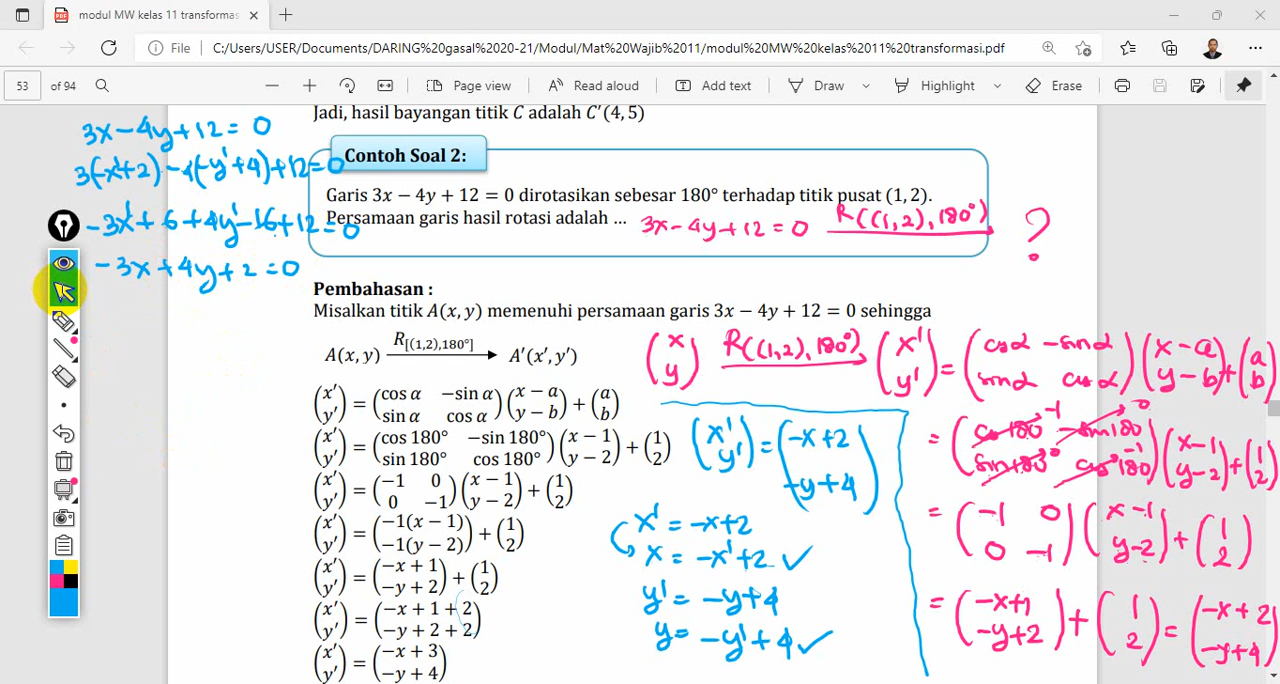 modul MW kelas 11 transformas
File C:/Users/USER/Documents/DARING%20gasal%202020-21/Modul/Mat%20Wajib%2011/modul%20MW%20kelas%2011%20transformasi.pdf
53 of 94 Page view Read aloud Add text Draw Highlight Erase
Jadi, hasil bayangan titik C adalah C′(4, 5)
3x-4y+12=0
3(-x'+2)-4(-y'+4)+12=0
-3x'+6+4y'-16+12=0
-3x+4y+2=0
Contoh Soal 2:
Garis 3x − 4y + 12 = 0 dirotasikan sebesar 180° terhadap titik pusat (1, 2).
Persamaan garis hasil rotasi adalah ...
3x-4y+12=0 R((1,2),180°) ?
Pembahasan :
Misalkan titik A(x, y) memenuhi persamaan garis 3x − 4y + 12 = 0 sehingga
A(x, y) R[(1,2),180°] → A′(x′, y′)
(x′ y′) = (cos α −sin α sin α cos α)(x − a y − b) + (a b)
(x′ y′) = (cos 180° −sin 180° sin 180° cos 180°)(x − 1 y − 2) + (1 2)
(x′ y′) = (−1 0 0 −1)(x − 1 y − 2) + (1 2)
(x′ y′) = (−1(x − 1) −1(y − 2)) + (1 2)
(x′ y′) = (−x + 1 −y + 2) + (1 2)
(x′ y′) = (−x + 1 + 2 −y + 2 + 2)
(x′ y′) = (−x + 3 −y + 4)
(x y) R((1,2),180°) (x' y') = (cos α -sin α sin α cos α)(x-a y-b)+(a b)
= (cos 180 -1 -sin 180 0 sin 180° 0 cos 180 -1)(x-1 y-2)+(1 2)
= (-1 0 0 -1)(x-1 y-2)+(1 2)
= (-x+1 -y+2)+(1 2)=(-x+2 -y+4)
(x' y')=(-x+2 -y+4)
x' = -x+2
x = -x'+2 ✓
y' = -y+4
y = -y'+4 ✓